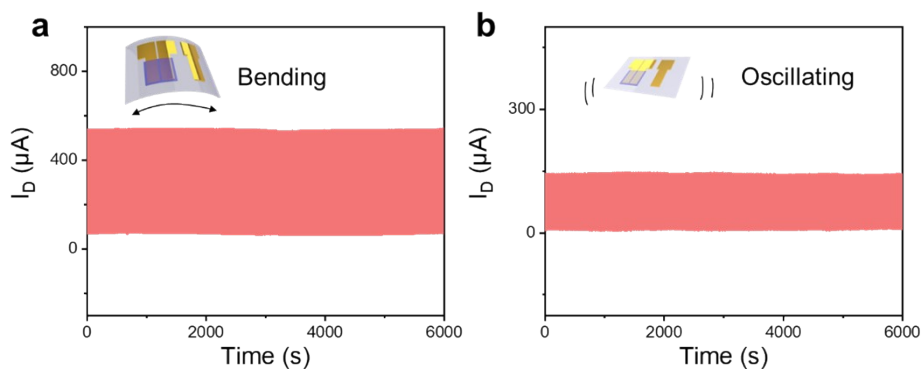 a
Bending
800
400
0
I_D (μA)
0 2000 4000 6000
Time (s)
b
Oscillating
300
0
I_D (μA)
0 2000 4000 6000
Time (s)